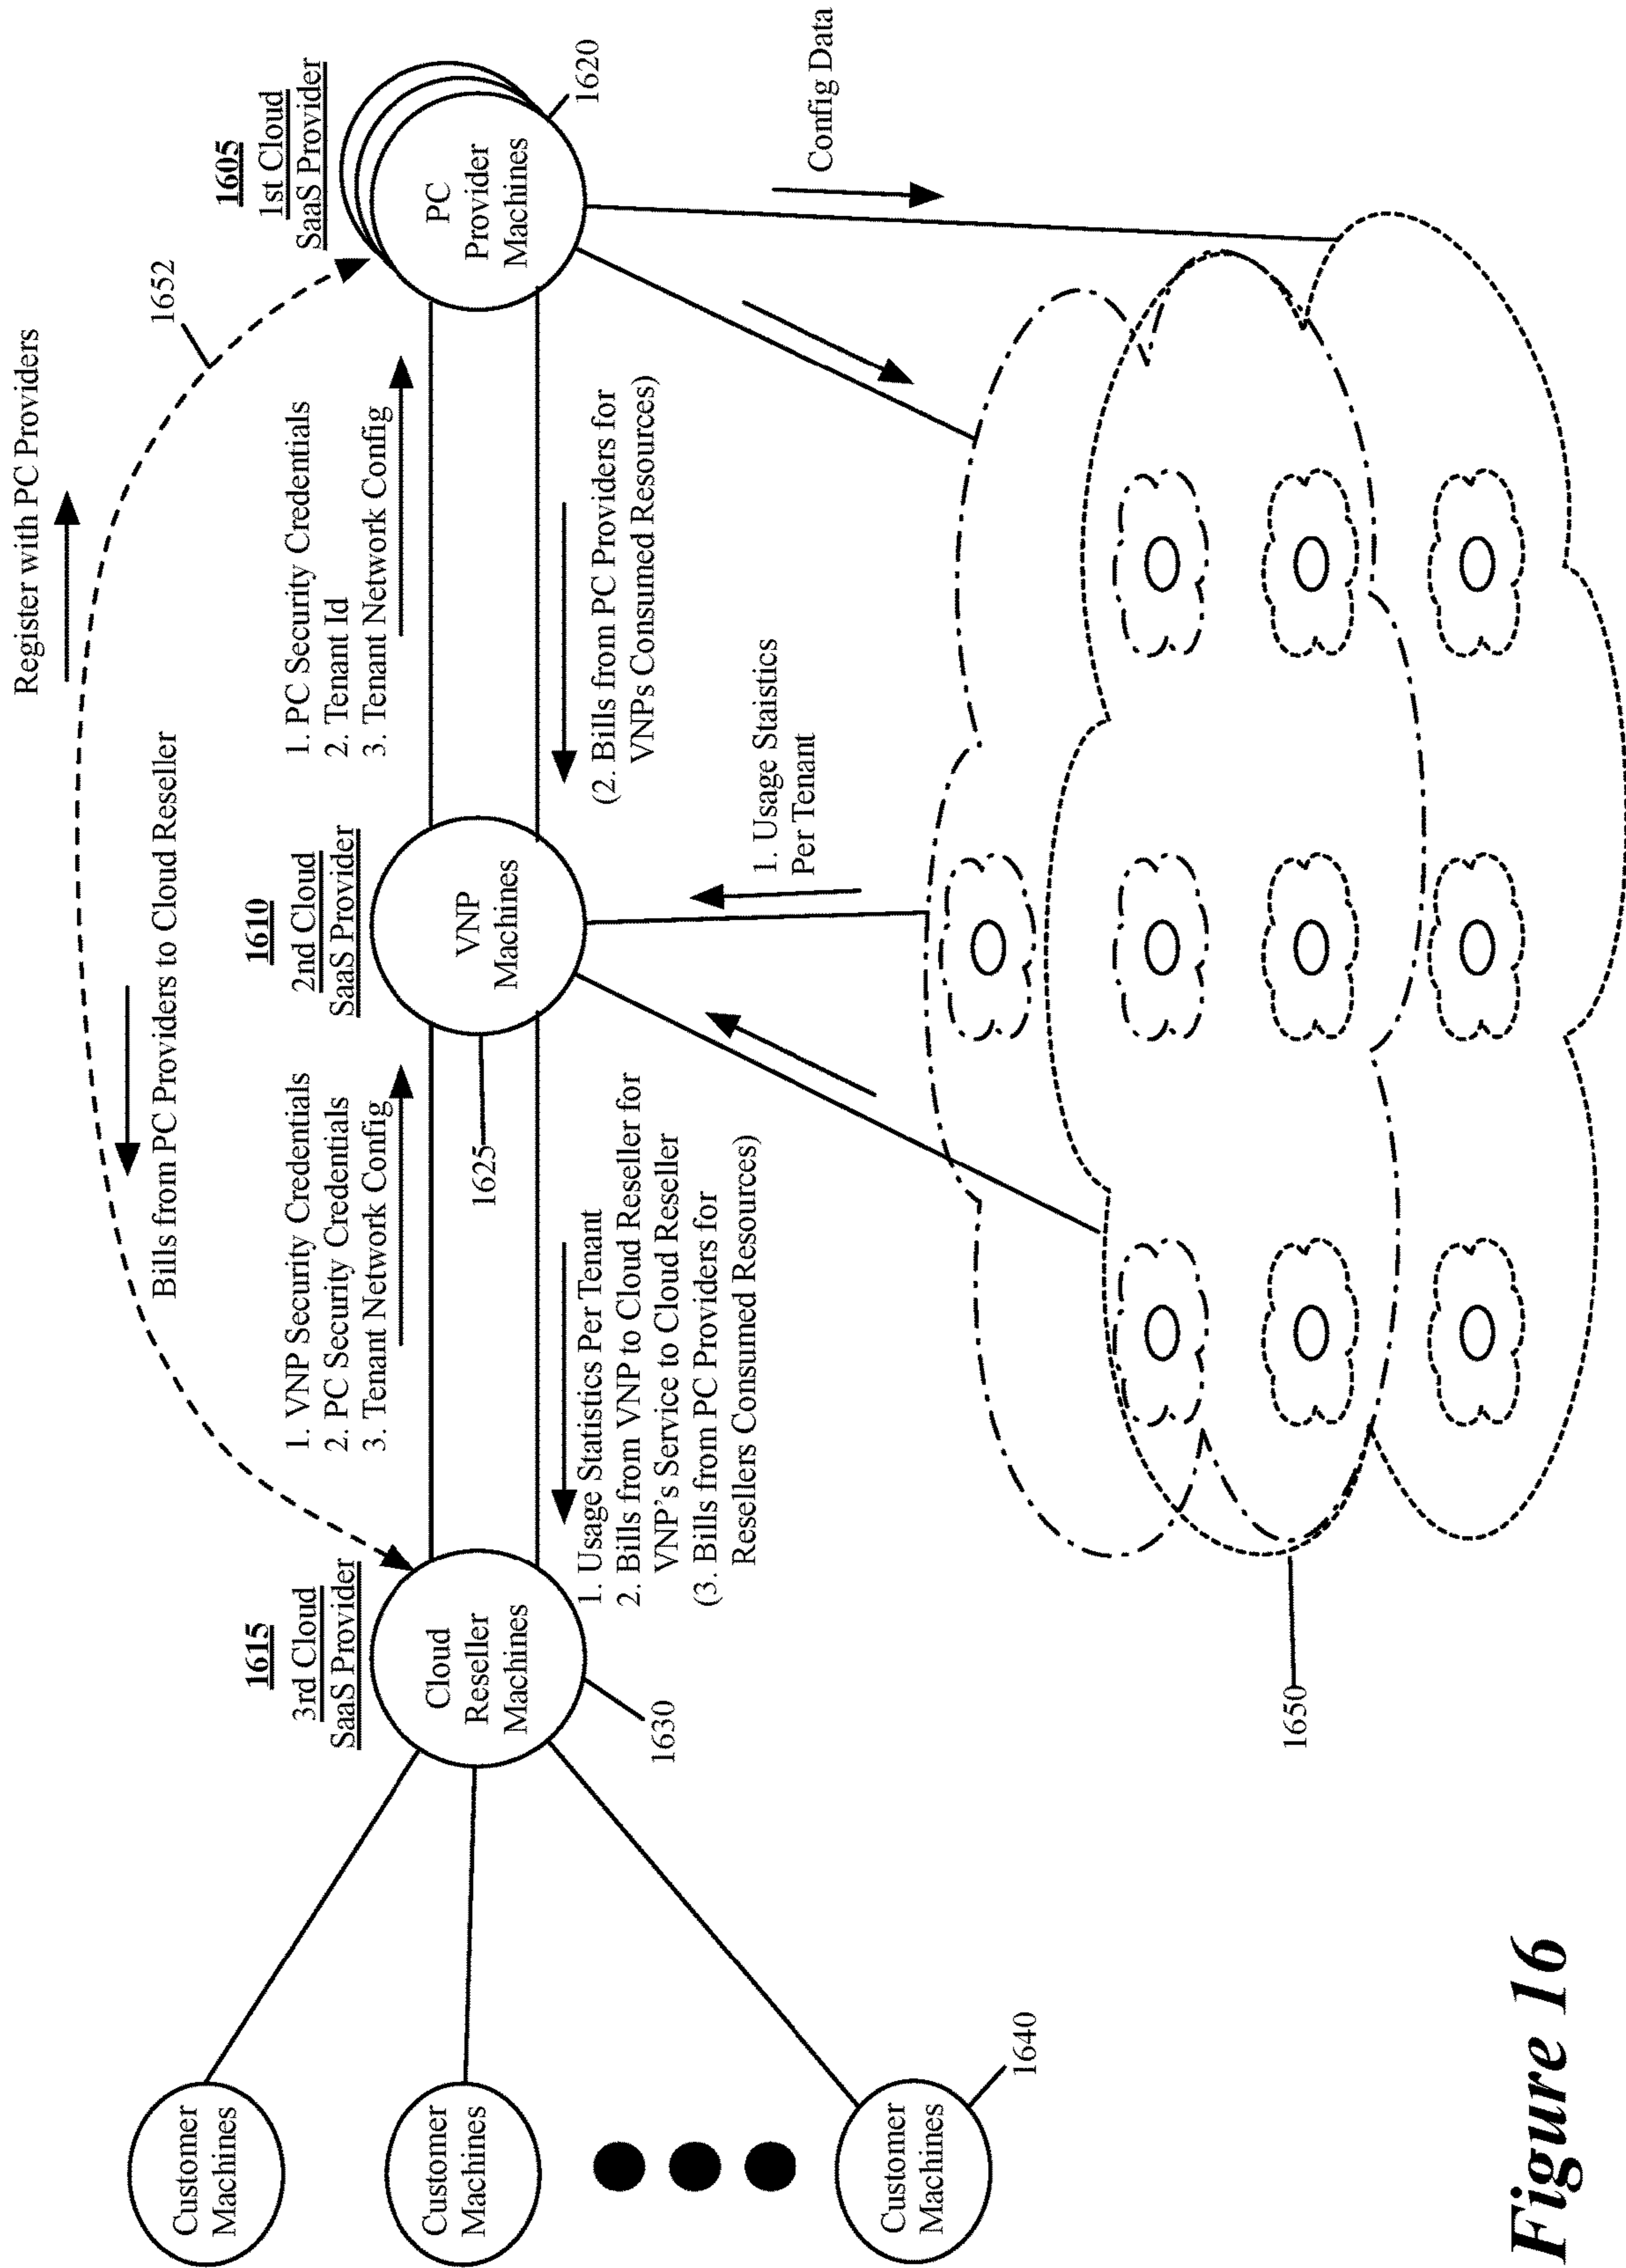 Register with PC Providers
Bills from PC Providers to Cloud Reseller
1652
1615
3rd Cloud
SaaS Provider
1610
2nd Cloud
SaaS Provider
1605
1st Cloud
SaaS Provider
Customer
Machines
Customer
Machines
Customer
Machines
1640
Cloud
Reseller
Machines
1630
1. VNP Security Credentials
2. PC Security Credentials
3. Tenant Network Config
1. Usage Statistics Per Tenant
2. Bills from VNP to Cloud Reseller for
VNP's Service to Cloud Reseller
(3. Bills from PC Providers for
Resellers Consumed Resources)
VNP
Machines
1625
1. PC Security Credentials
2. Tenant Id
3. Tenant Network Config
(2. Bills from PC Providers for
VNPs Consumed Resources)
PC
Provider
Machines
1620
1. Usage Staistics
Per Tenant
Config Data
1650
Figure 16